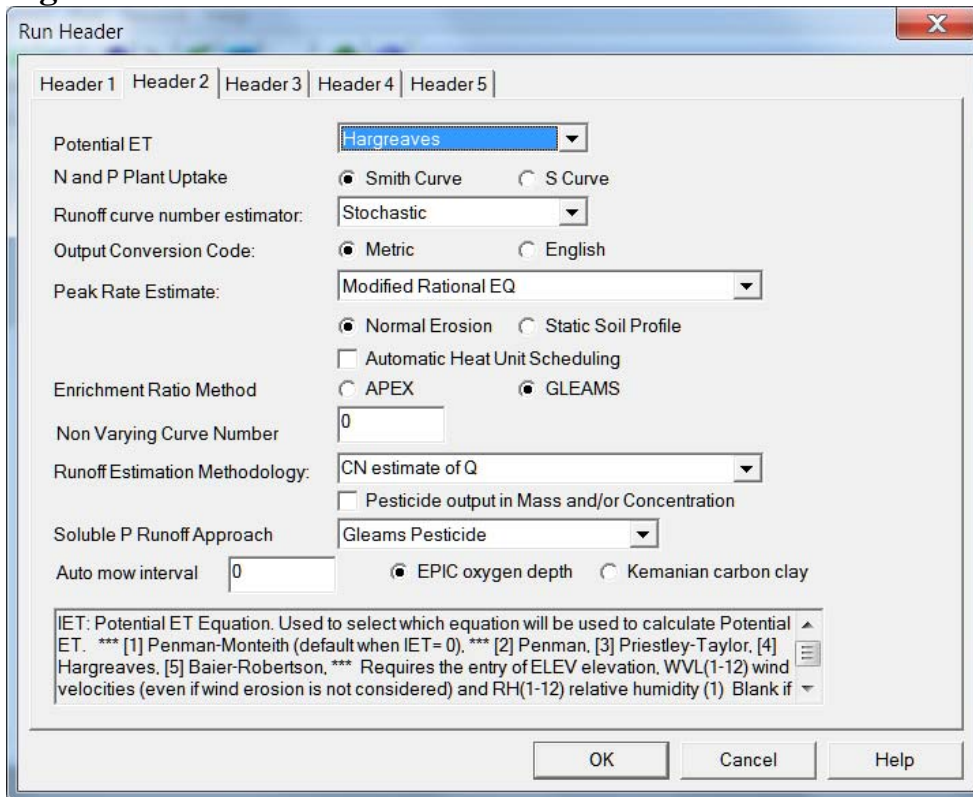 Run Header
X
Header 1 Header 2 Header 3 Header 4 Header 5
Potential ET Hargreaves
N and P Plant Uptake Smith Curve S Curve
Runoff curve number estimator: Stochastic
Output Conversion Code: Metric English
Peak Rate Estimate: Modified Rational EQ
Normal Erosion Static Soil Profile
Automatic Heat Unit Scheduling
Enrichment Ratio Method APEX GLEAMS
Non Varying Curve Number 0
Runoff Estimation Methodology: CN estimate of Q
Pesticide output in Mass and/or Concentration
Soluble P Runoff Approach Gleams Pesticide
Auto mow interval 0 EPIC oxygen depth Kemanian carbon clay
IET: Potential ET Equation. Used to select which equation will be used to calculate Potential
ET. *** [1] Penman-Monteith (default when IET= 0), *** [2] Penman, [3] Priestley-Taylor, [4]
Hargreaves, [5] Baier-Robertson, *** Requires the entry of ELEV elevation, WVL(1-12) wind
velocities (even if wind erosion is not considered) and RH(1-12) relative humidity (1) Blank if
OK Cancel Help